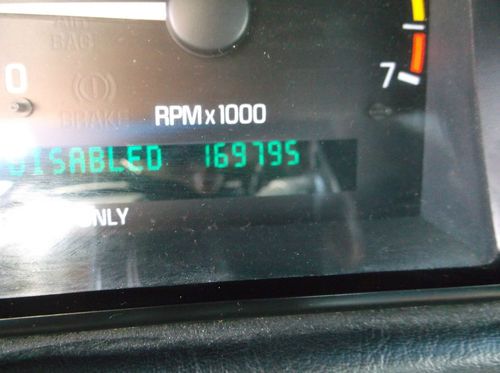 AIR
BAG
0
7
BRAKE
RPM x 1000
DISABLED 169795
ONLY